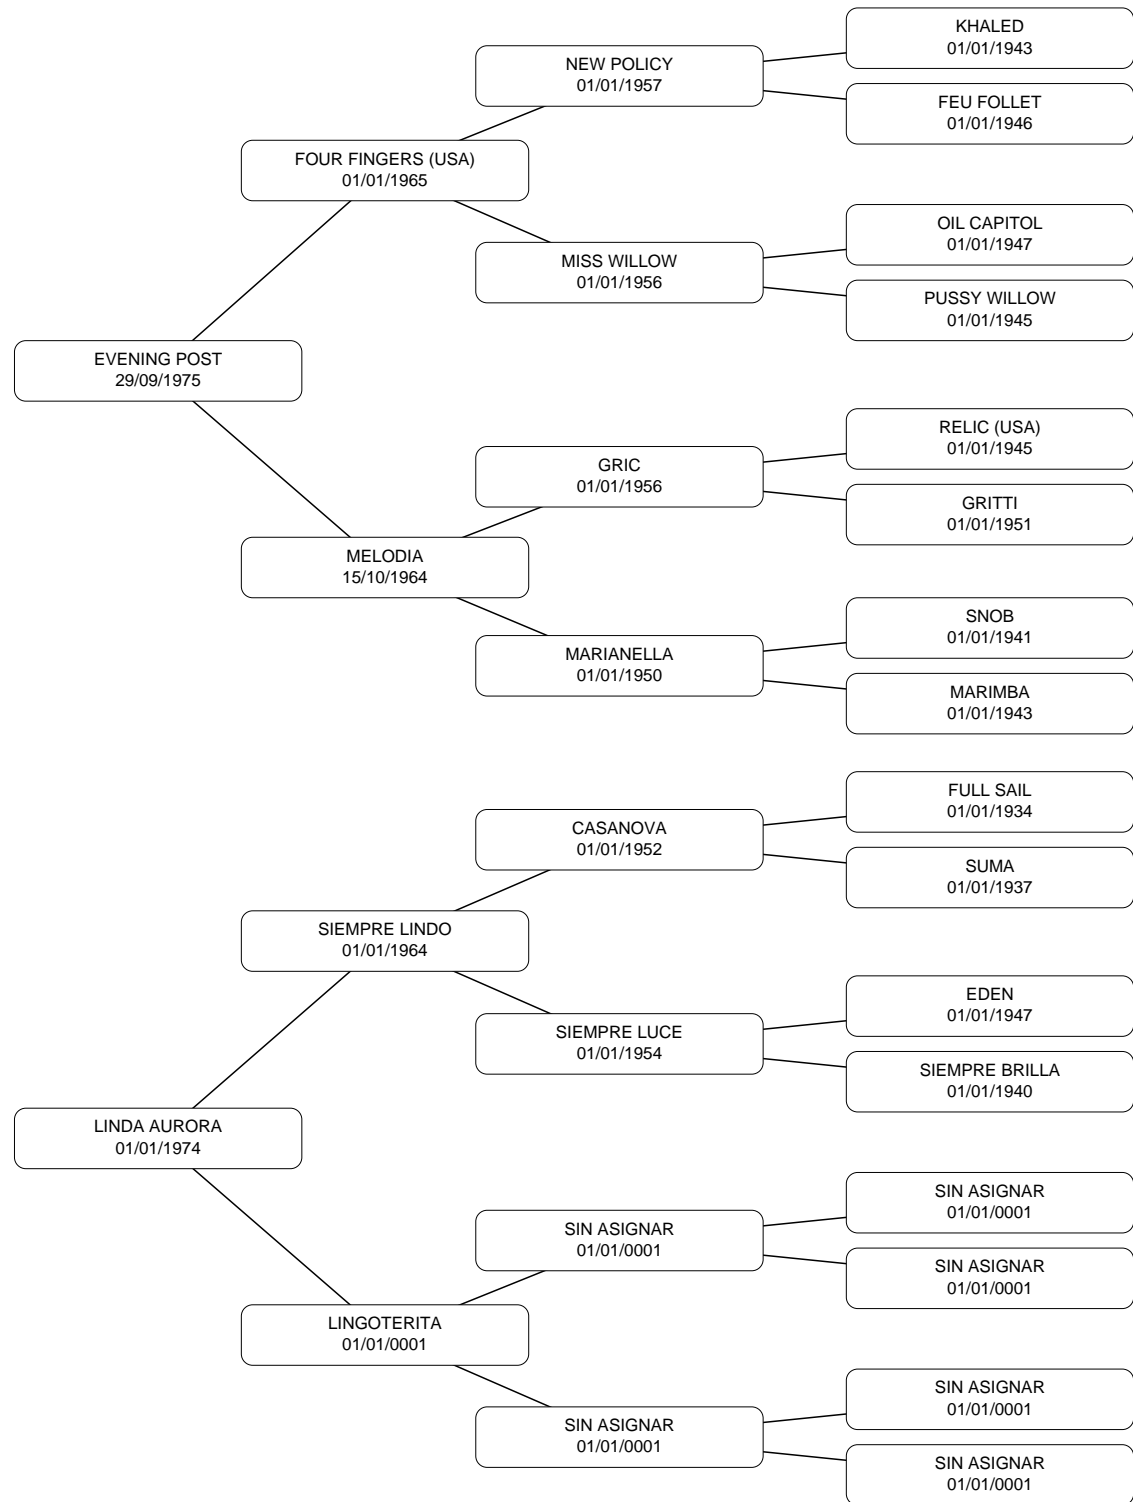 KHALED
01/01/1943
NEW POLICY
01/01/1957
FEU FOLLET
01/01/1946
FOUR FINGERS (USA)
01/01/1965
OIL CAPITOL
01/01/1947
MISS WILLOW
01/01/1956
PUSSY WILLOW
01/01/1945
EVENING POST
29/09/1975
RELIC (USA)
01/01/1945
GRIC
01/01/1956
GRITTI
01/01/1951
MELODIA
15/10/1964
SNOB
01/01/1941
MARIANELLA
01/01/1950
MARIMBA
01/01/1943
FULL SAIL
01/01/1934
CASANOVA
01/01/1952
SUMA
01/01/1937
SIEMPRE LINDO
01/01/1964
EDEN
01/01/1947
SIEMPRE LUCE
01/01/1954
SIEMPRE BRILLA
01/01/1940
LINDA AURORA
01/01/1974
SIN ASIGNAR
01/01/0001
SIN ASIGNAR
01/01/0001
SIN ASIGNAR
01/01/0001
LINGOTERITA
01/01/0001
SIN ASIGNAR
01/01/0001
SIN ASIGNAR
01/01/0001
SIN ASIGNAR
01/01/0001